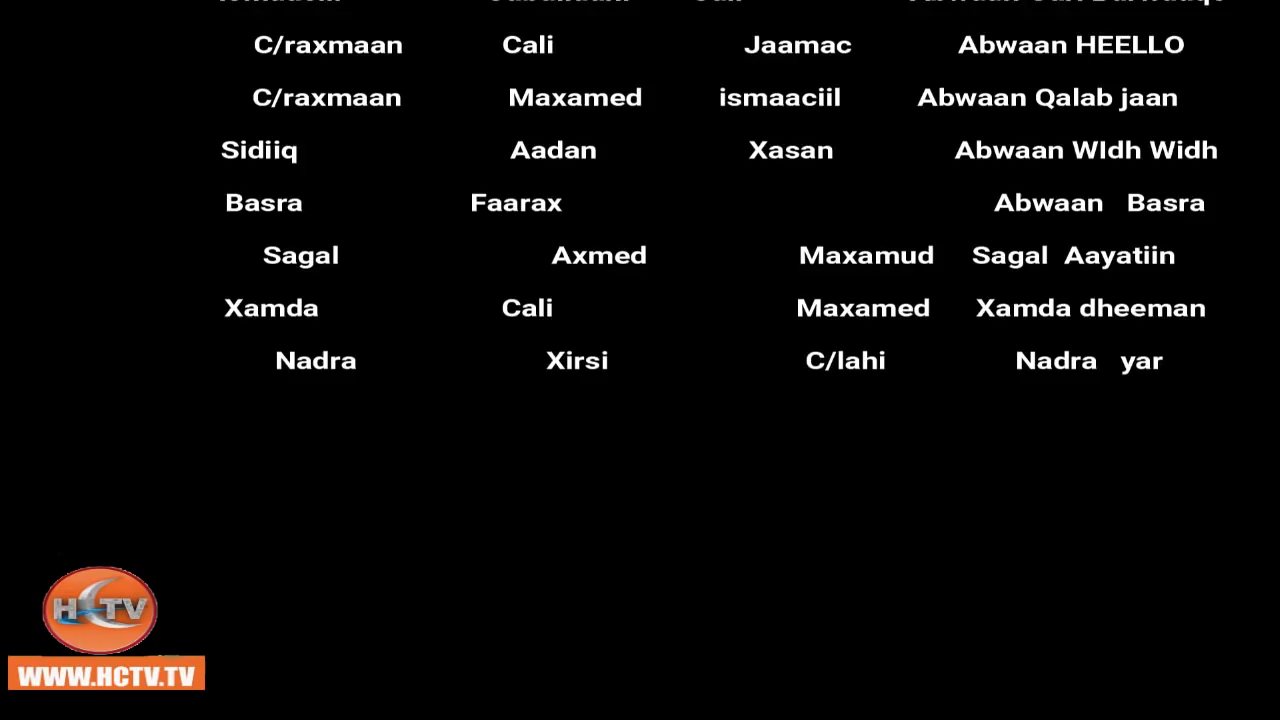 C/raxmaan Cali Jaamac Abwaan HEELLO
C/raxmaan Maxamed ismaaciil Abwaan Qalab jaan
Sidiiq Aadan Xasan Abwaan WIdh Widh
Basra Faarax Abwaan Basra
Sagal Axmed Maxamud Sagal Aayatiin
Xamda Cali Maxamed Xamda dheeman
Nadra Xirsi C/lahi Nadra yar
HCTV
WWW.HCTV.TV